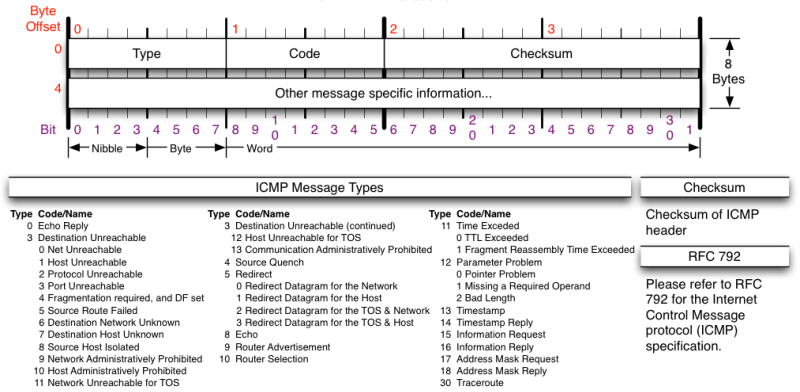 Byte
Offset 0 1 2 3
0 Type Code Checksum
8
Bytes
4 Other message specific information...
Bit 0 1 2 3 4 5 6 7 8 9 10 1 2 3 4 5 6 7 8 9 20 1 2 3 4 5 6 7 8 9 30 1
Nibble Byte Word
ICMP Message Types
Type Code/Name
0 Echo Reply
3 Destination Unreachable
0 Net Unreachable
1 Host Unreachable
2 Protocol Unreachable
3 Port Unreachable
4 Fragmentation required, and DF set
5 Source Route Failed
6 Destination Network Unknown
7 Destination Host Unknown
8 Source Host Isolated
9 Network Administratively Prohibited
10 Host Administratively Prohibited
11 Network Unreachable for TOS
Type Code/Name
3 Destination Unreachable (continued)
12 Host Unreachable for TOS
13 Communication Administratively Prohibited
4 Source Quench
5 Redirect
0 Redirect Datagram for the Network
1 Redirect Datagram for the Host
2 Redirect Datagram for the TOS & Network
3 Redirect Datagram for the TOS & Host
8 Echo
9 Router Advertisement
10 Router Selection
Type Code/Name
11 Time Exceded
0 TTL Exceeded
1 Fragment Reassembly Time Exceeded
12 Parameter Problem
0 Pointer Problem
1 Missing a Required Operand
2 Bad Length
13 Timestamp
14 Timestamp Reply
15 Information Request
16 Information Reply
17 Address Mask Request
18 Address Mask Reply
30 Traceroute
Checksum
Checksum of ICMP
header
RFC 792
Please refer to RFC
792 for the Internet
Control Message
protocol (ICMP)
specification.